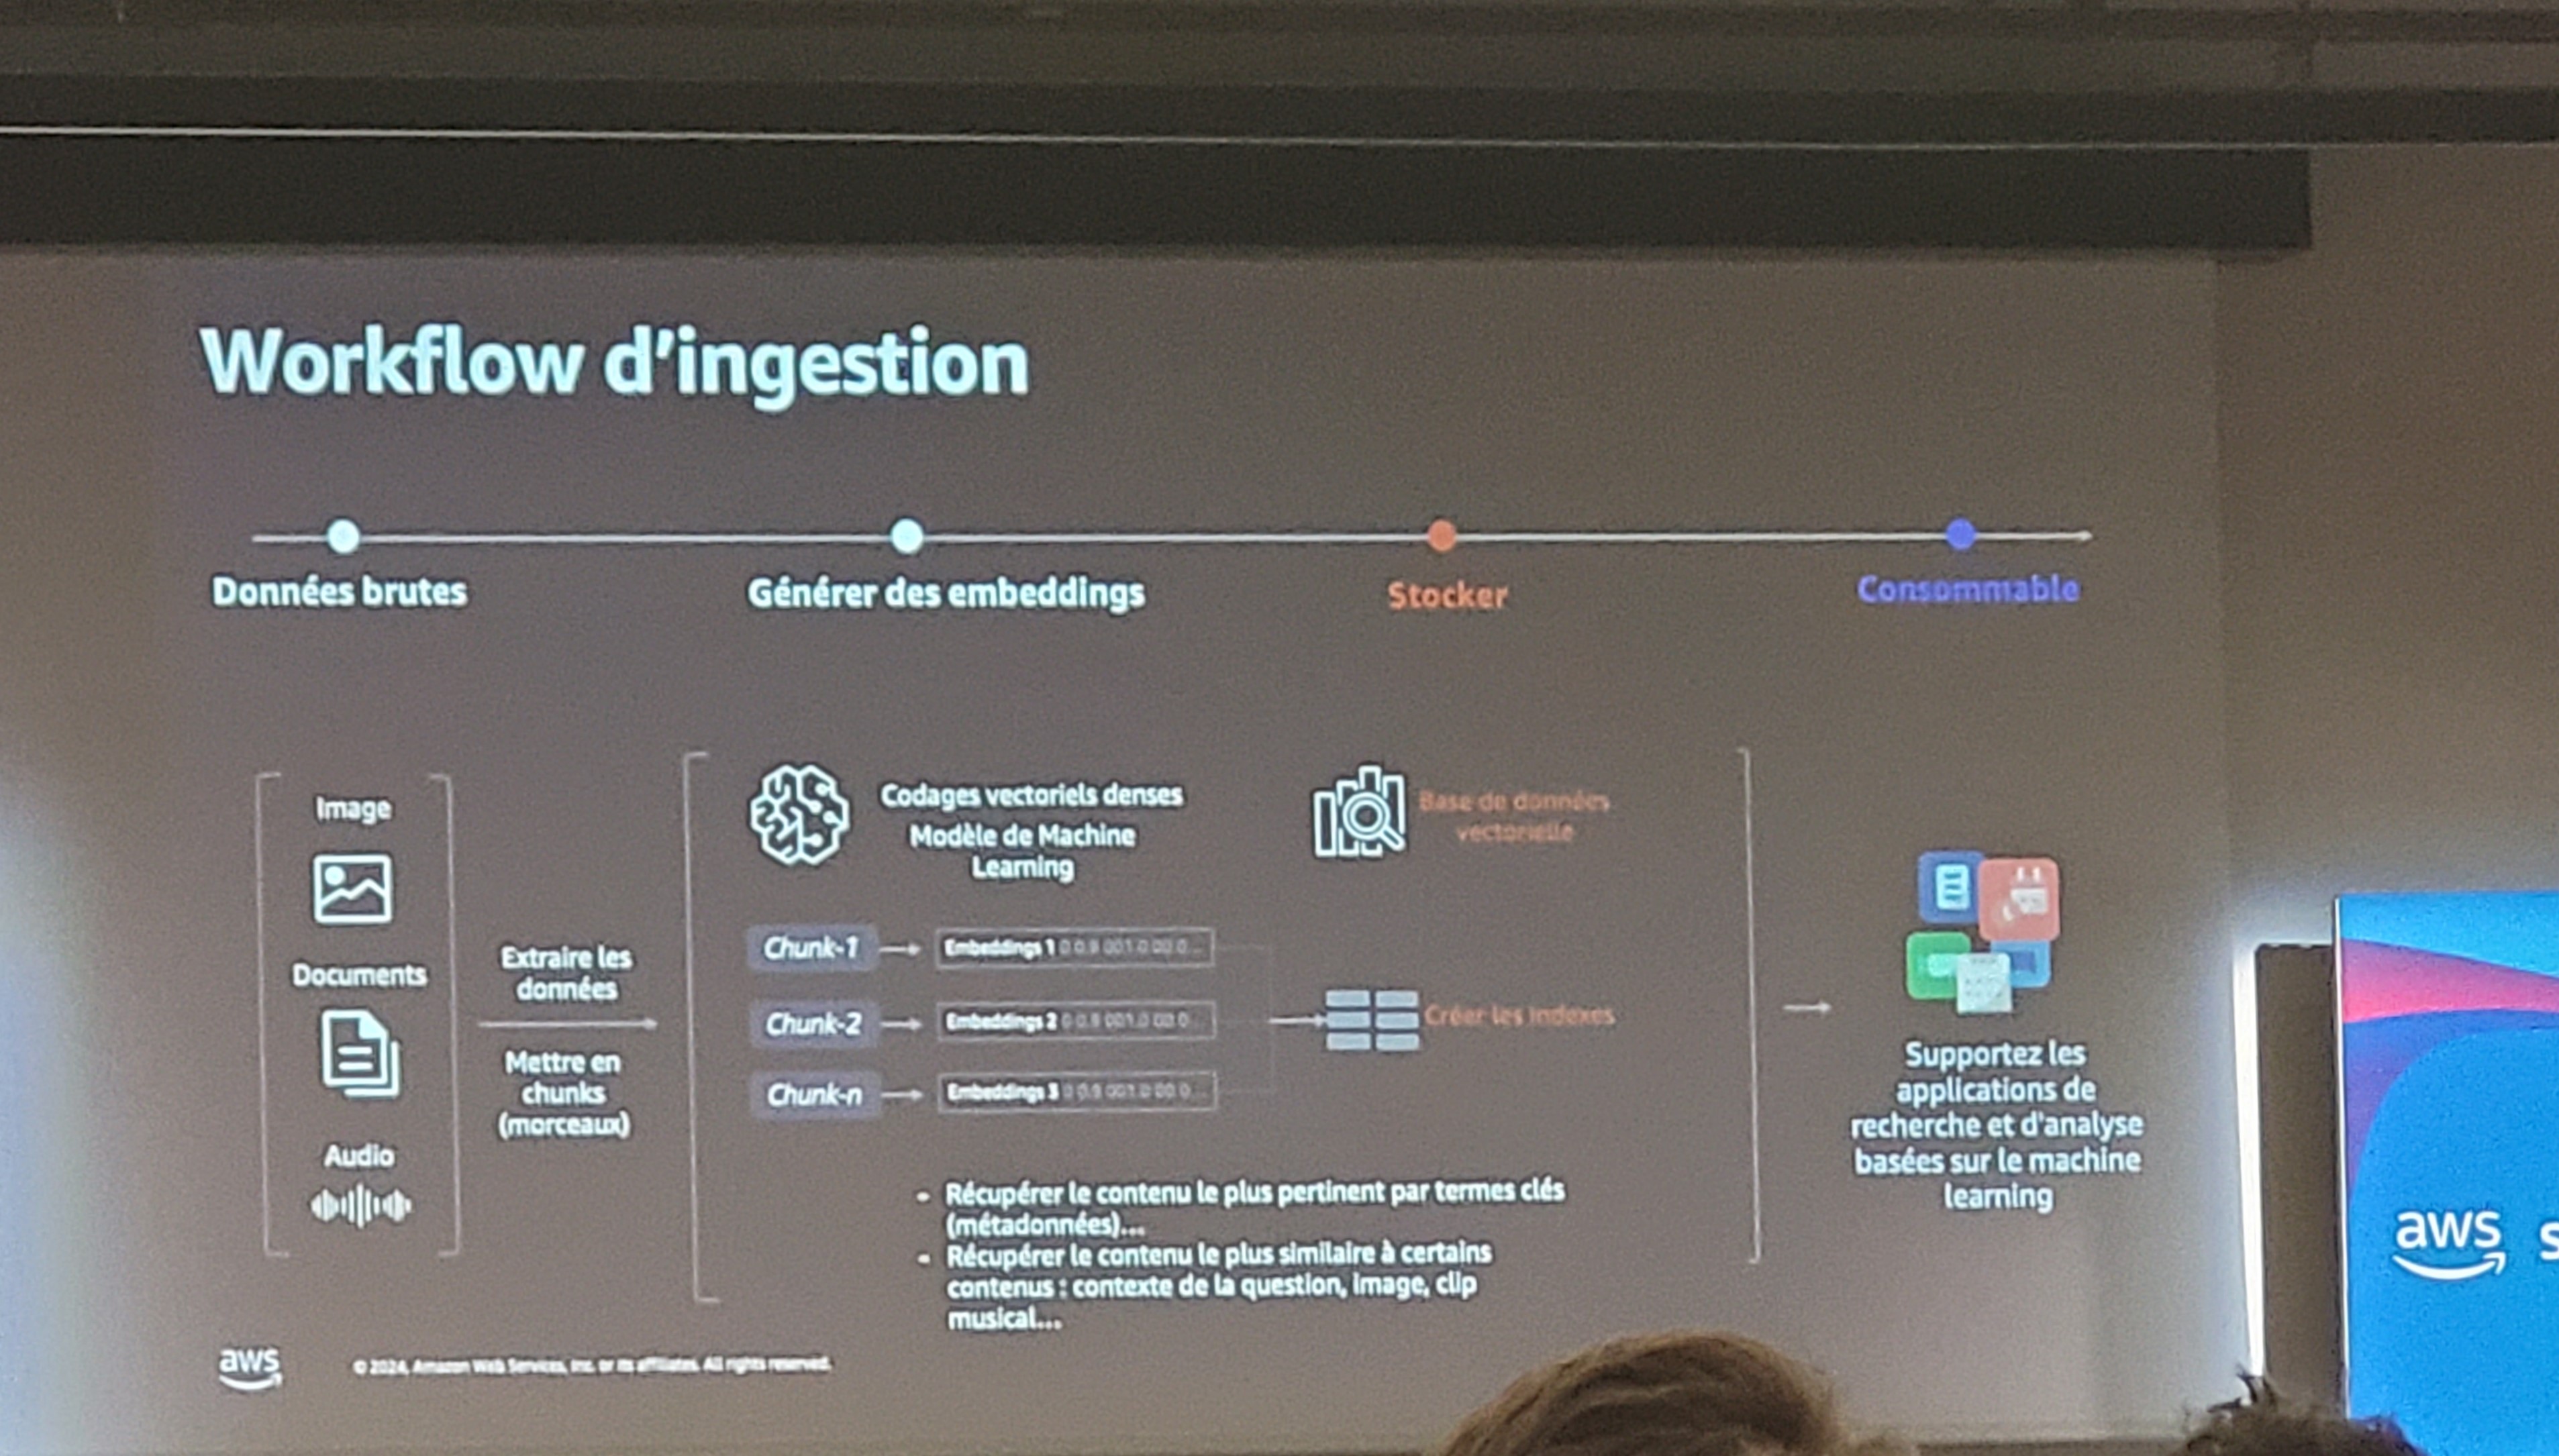 Workflow d'ingestion
Données brutes
Générer des embeddings
Stocker
Consommable
Image
Documents
Audio
Extraire les
données
Mettre en
chunks
(morceaux)
Codages vectoriels denses
Modèle de Machine
Learning
Chunk-1
Embeddings 1
Chunk-2
Embeddings 2
Chunk-n
Embeddings 3
Base de données
vectorielle
Créer les indexes
- Récupérer le contenu le plus pertinent par termes clés
(métadonnées)...
- Récupérer le contenu le plus similaire à certains
contenus : contexte de la question, image, clip
musical...
Supportez les
applications de
recherche et d'analyse
basées sur le machine
learning
aws
© 2024, Amazon Web Services, Inc. or its affiliates. All rights reserved.
aws